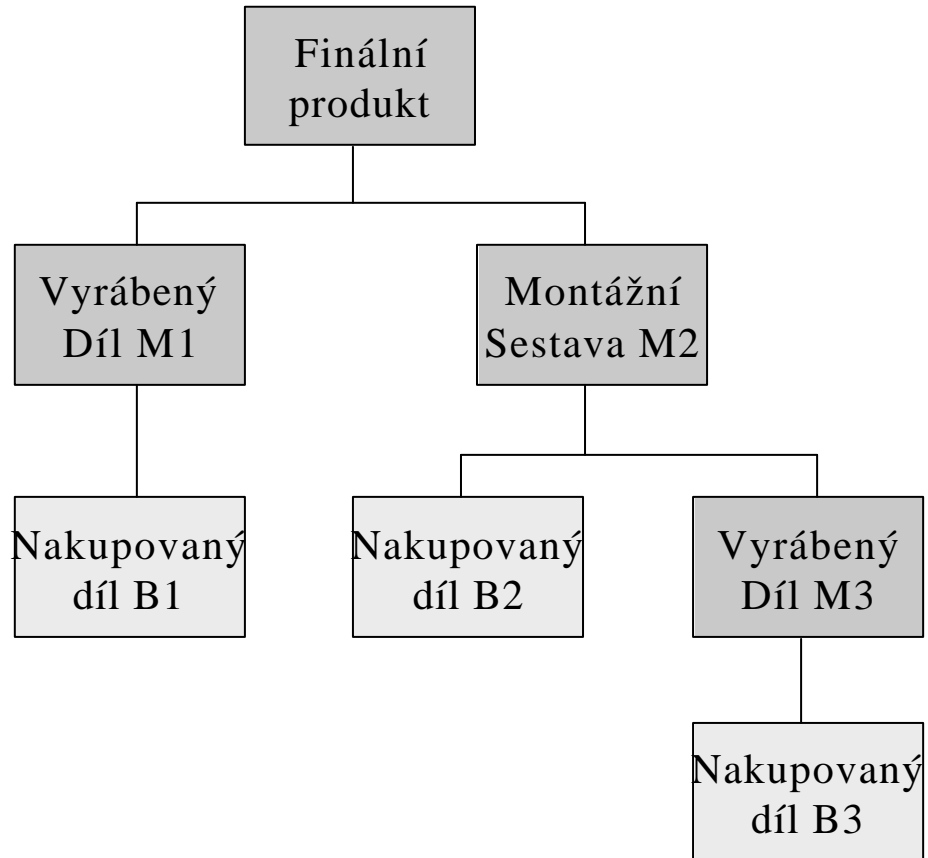 Finální
produkt
Vyrábený
Díl M1
Montážní
Sestava M2
Nakupovaný
díl B1
Nakupovaný
díl B2
Vyrábený
Díl M3
Nakupovaný
díl B3